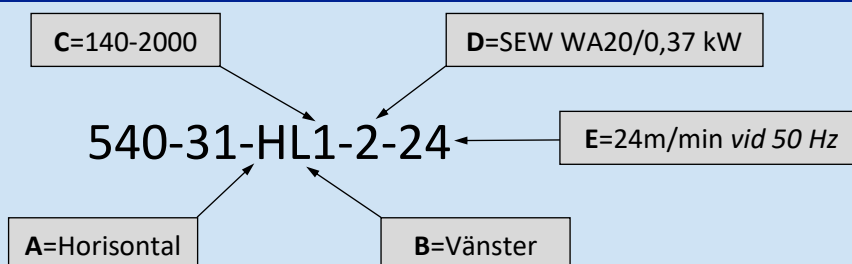 C=140-2000
D=SEW WA20/0,37 kW
540-31-HL1-2-24
E=24m/min vid 50 Hz
A=Horisontal
B=Vänster